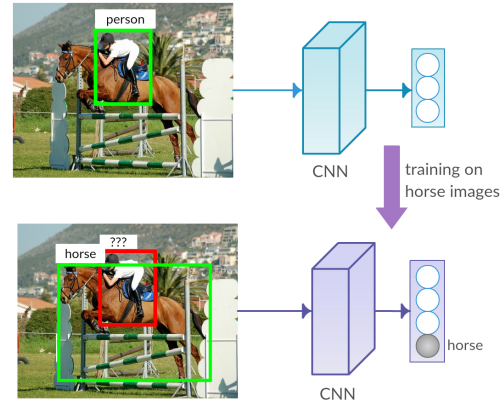 person
CNN
training on
horse images
???
horse
horse
CNN